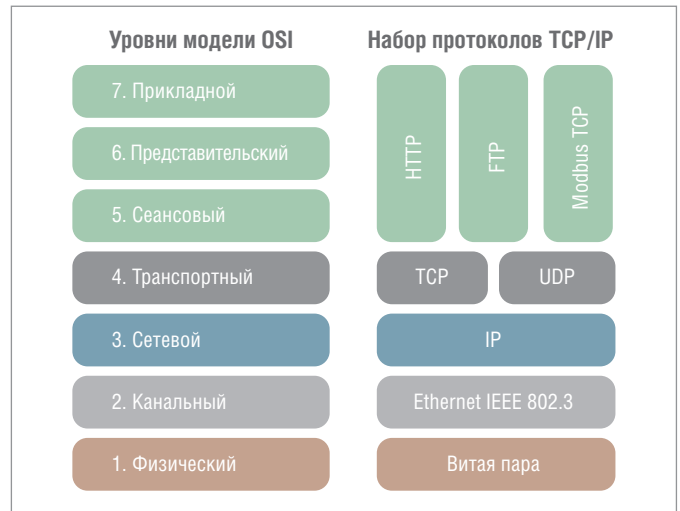 Уровни модели OSI
Набор протоколов TCP/IP
7. Прикладной
6. Представительский
5. Сеансовый
HTTP
FTP
Modbus TCP
4. Транспортный
TCP
UDP
3. Сетевой
IP
2. Канальный
Ethernet IEEE 802.3
1. Физический
Витая пара